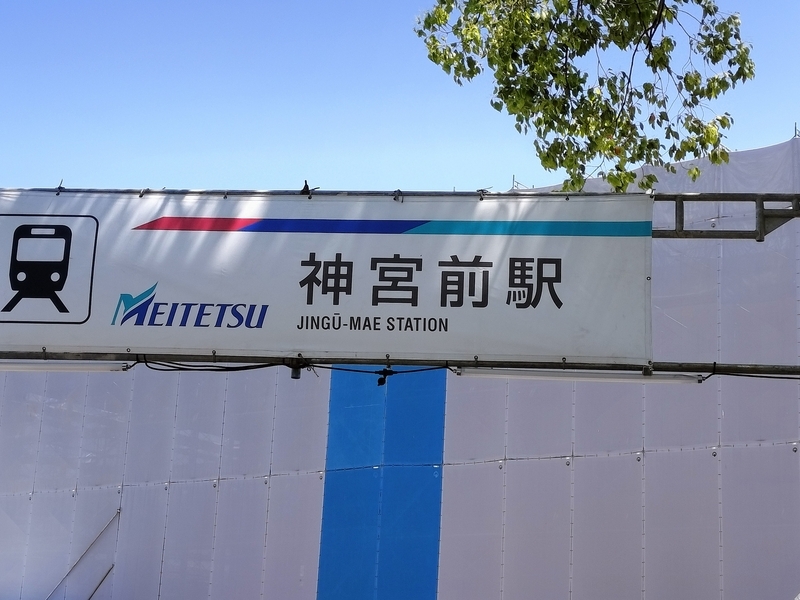 神宮前駅
MEITETSU
JINGŪ-MAE STATION